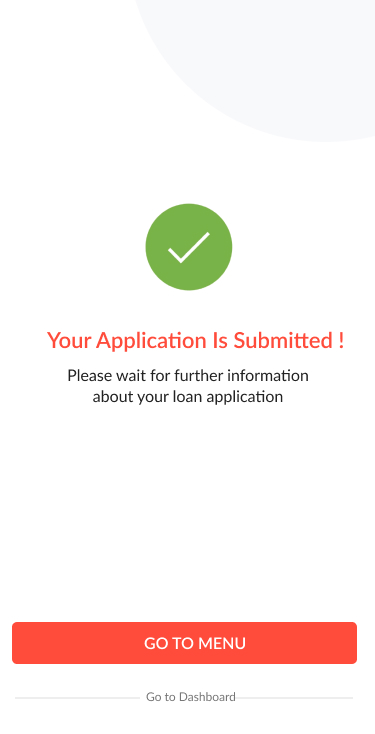 Your Application Is Submitted !
Please wait for further information
about your loan application
GO TO MENU
Go to Dashboard